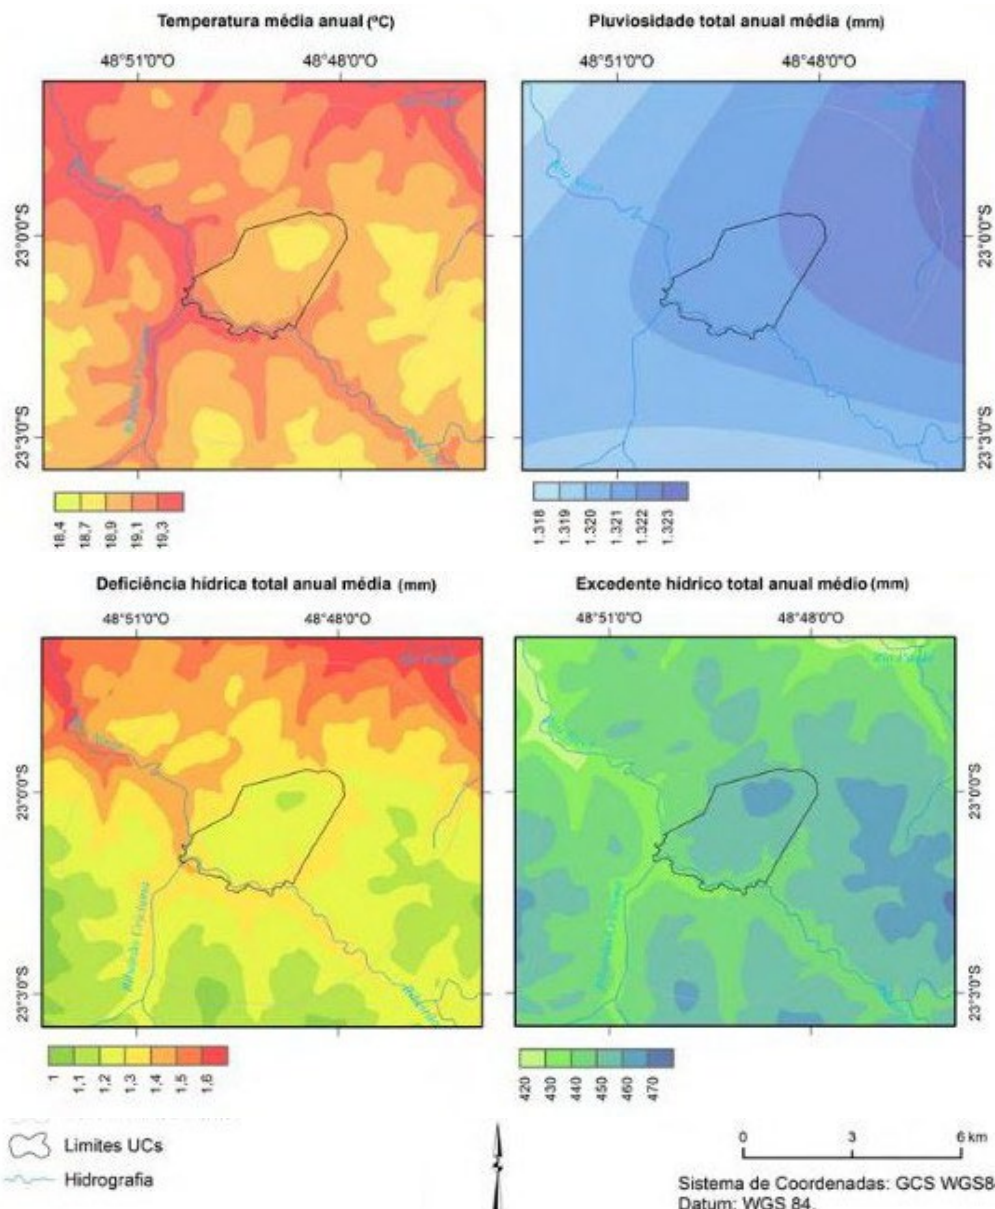 Temperatura média anual (ºC)
Pluviosidade total anual média (mm)
48°51'0"O 48°48'0"O
48°51'0"O 48°48'0"O
23°0'0"S
23°3'0"S
23°0'0"S
23°3'0"S
18,4 18,7 18,9 19,1 19,3
1.318 1.319 1.320 1.321 1.322 1.323
Deficiência hídrica total anual média (mm)
Excedente hídrico total anual médio (mm)
48°51'0"O 48°48'0"O
48°51'0"O 48°48'0"O
23°0'0"S
23°3'0"S
Ribeirão
23°0'0"S
23°3'0"S
1 1,1 1,2 1,3 1,4 1,5 1,6
420 430 440 450 460 470
Limites UCs
Hidrografia
0 3 6 km
Sistema de Coordenadas: GCS WGS8
Datum: WGS 84.